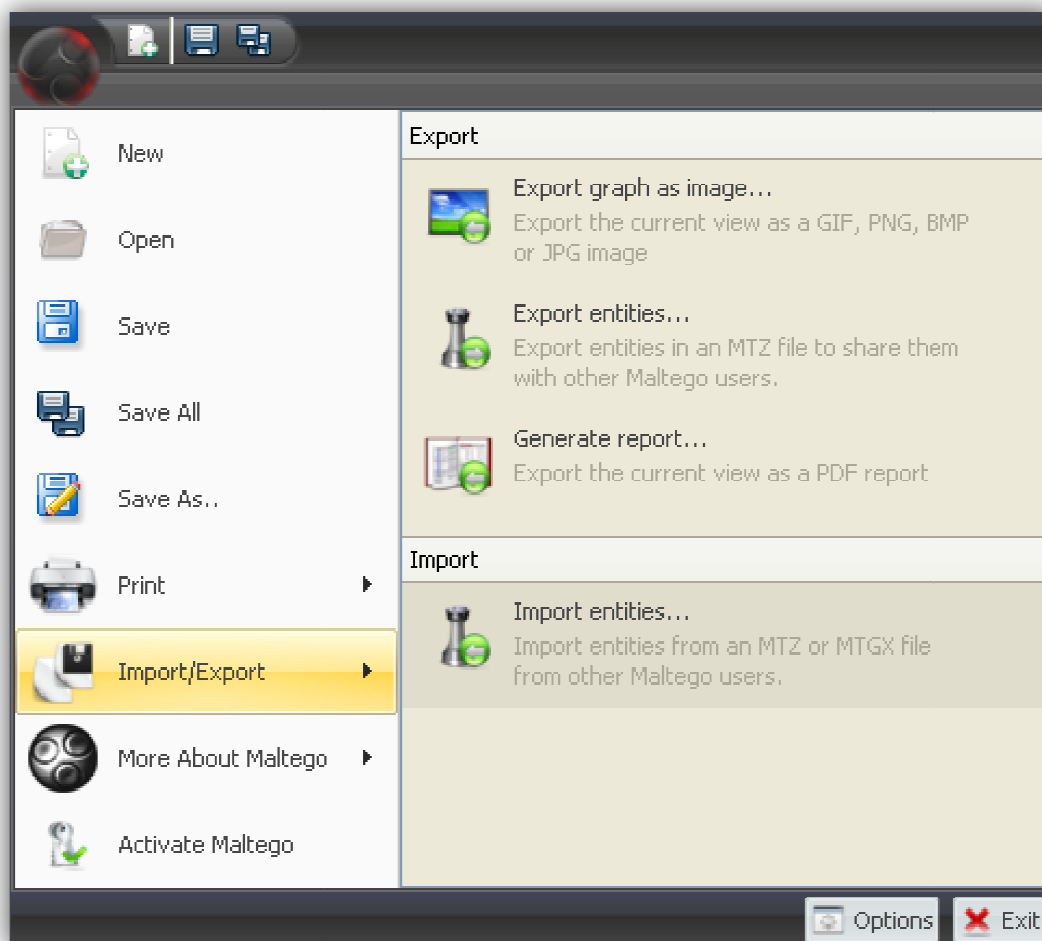 New
Open
Save
Save All
Save As..
Print
Import/Export
More About Maltego
Activate Maltego
Export
Export graph as image...
Export the current view as a GIF, PNG, BMP
or JPG image
Export entities...
Export entities in an MTZ file to share them
with other Maltego users.
Generate report...
Export the current view as a PDF report
Import
Import entities...
Import entities from an MTZ or MTGX file
from other Maltego users.
Options
Exit